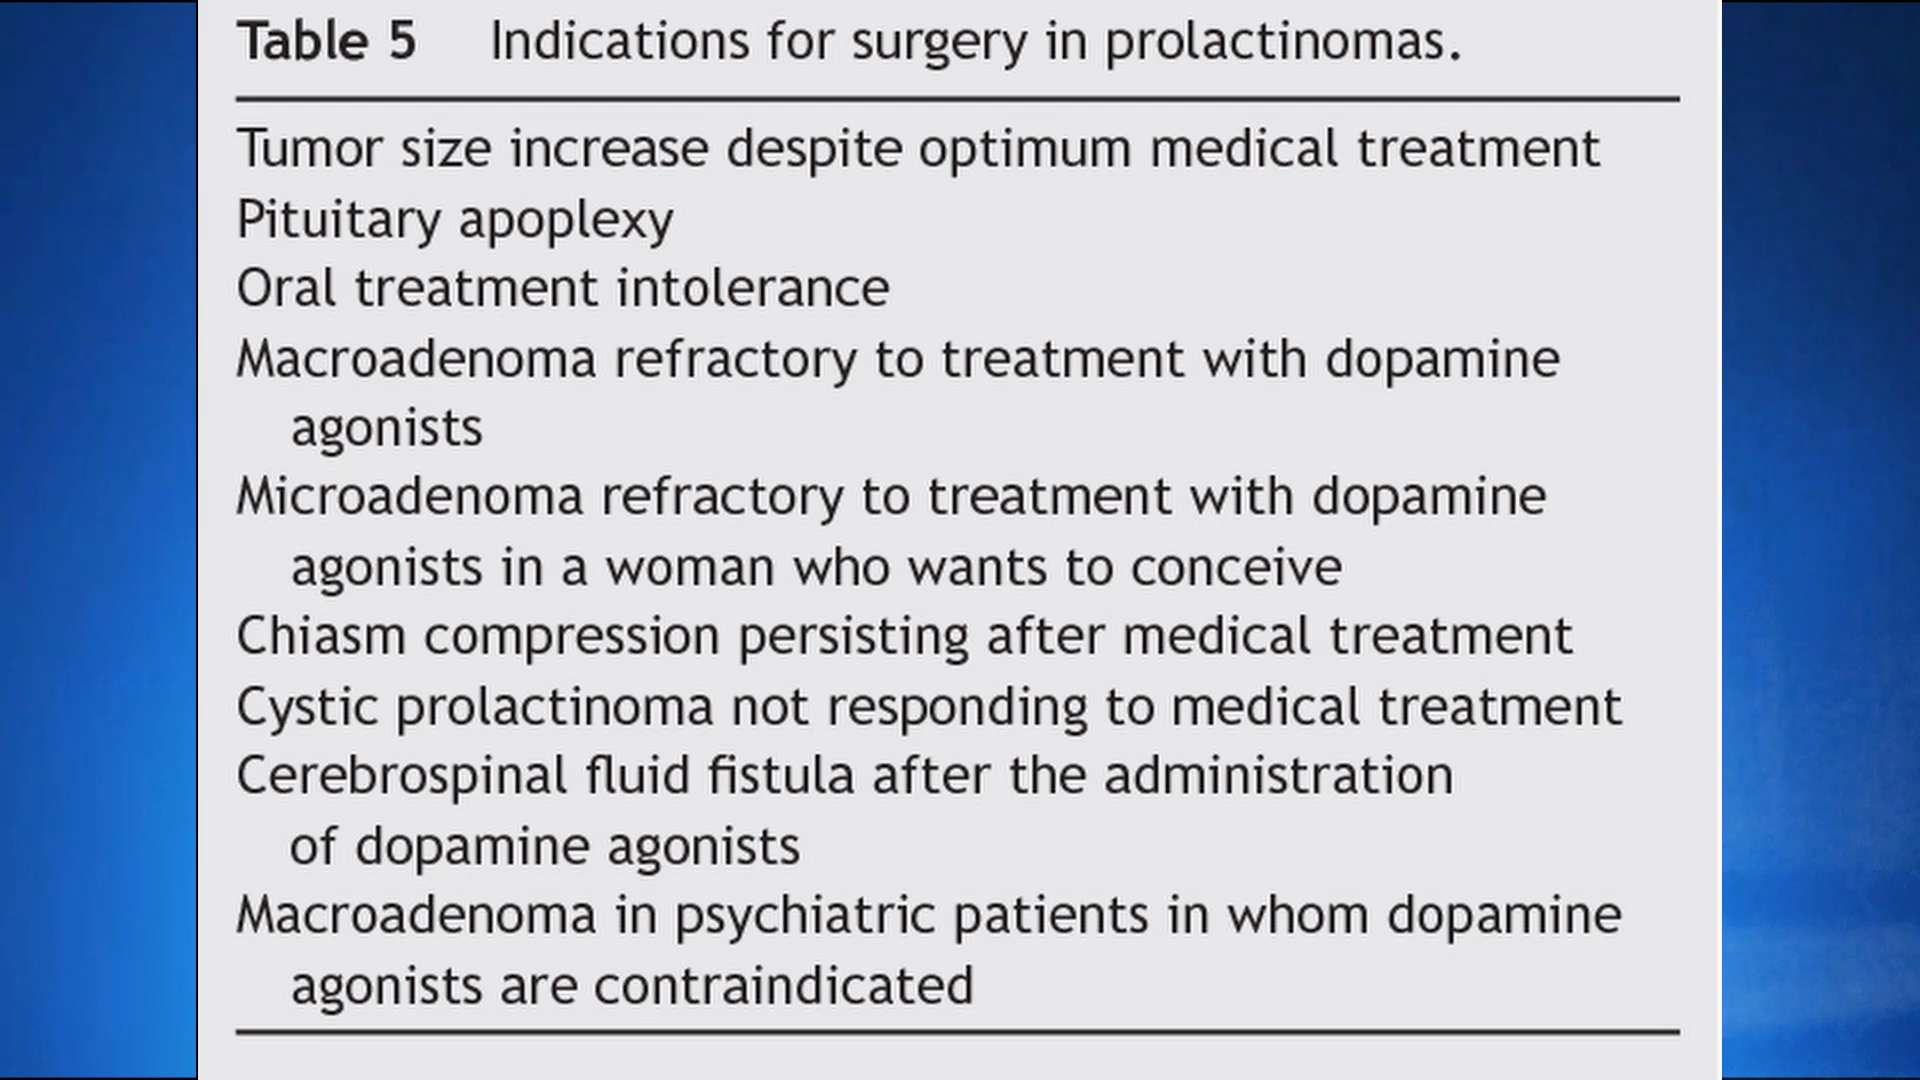 Table 5 Indications for surgery in prolactinomas.
Tumor size increase despite optimum medical treatment
Pituitary apoplexy
Oral treatment intolerance
Macroadenoma refractory to treatment with dopamine
agonists
Microadenoma refractory to treatment with dopamine
agonists in a woman who wants to conceive
Chiasm compression persisting after medical treatment
Cystic prolactinoma not responding to medical treatment
Cerebrospinal fluid fistula after the administration
of dopamine agonists
Macroadenoma in psychiatric patients in whom dopamine
agonists are contraindicated